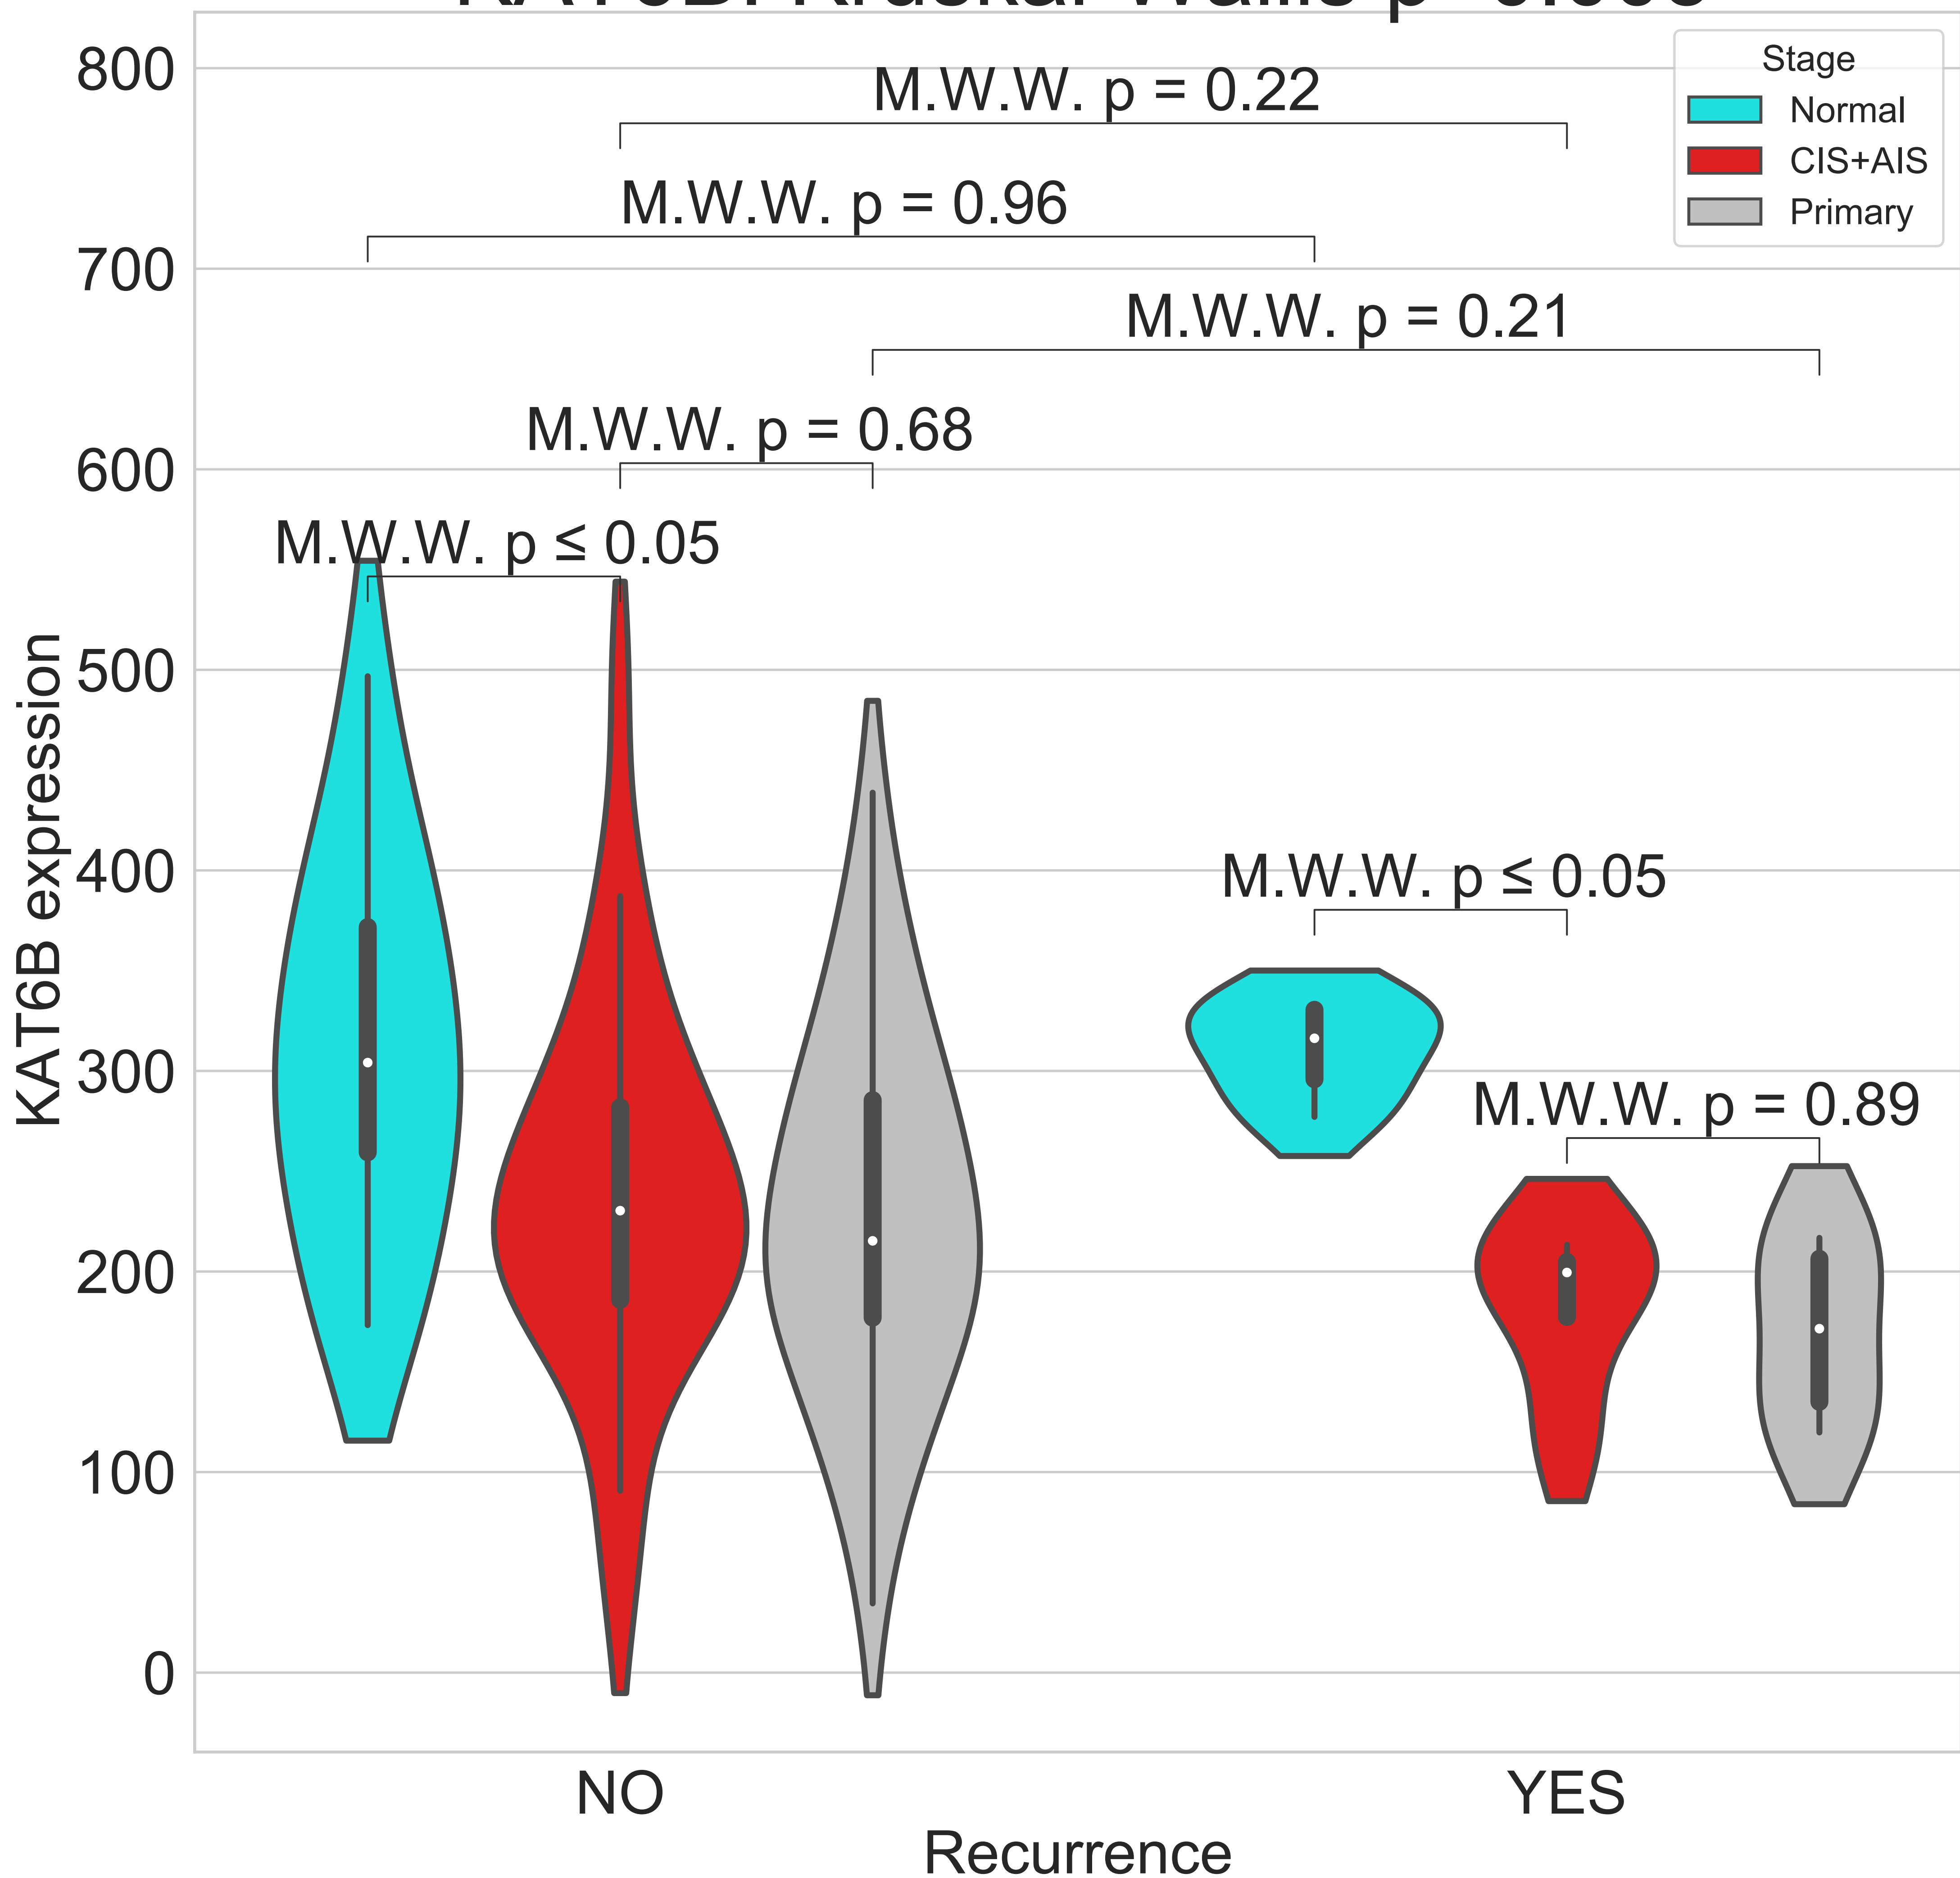 800
700
600
500
400
300
200
100
0
KAT6B expression
M.W.W. p = 0.22
M.W.W. p = 0.96
M.W.W. p = 0.21
M.W.W. p = 0.68
M.W.W. p ≤ 0.05
M.W.W. p ≤ 0.05
M.W.W. p = 0.89
Stage
Normal
CIS+AIS
Primary
NO
YES
Recurrence